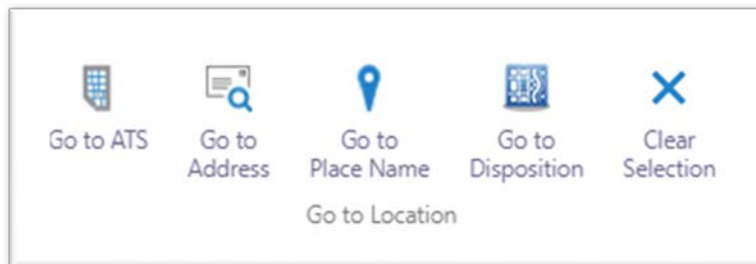 Go to ATS
Go to
Address
Go to
Place Name
Go to
Disposition
Clear
Selection
Go to Location